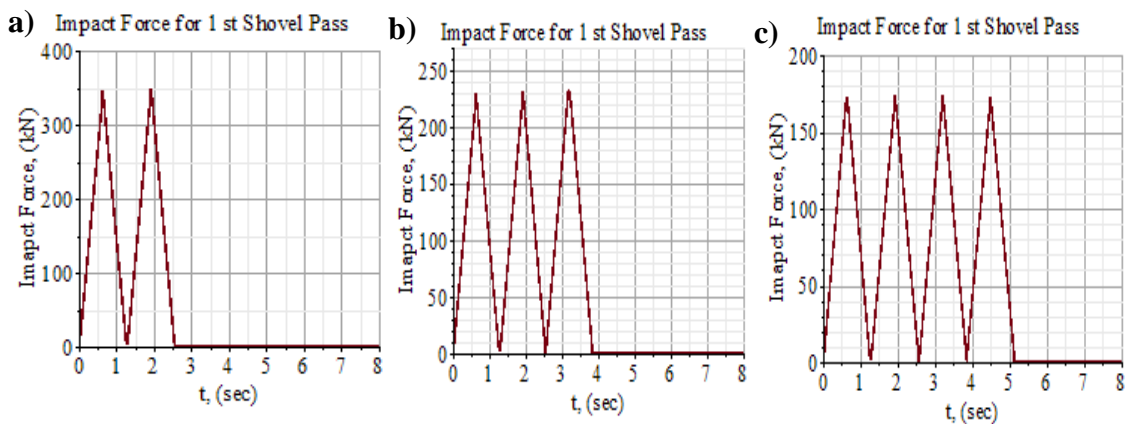 a)
Impact Force for 1 st Shovel Pass
400
300
200
100
0
Imapct Force, (kN)
0 1 2 3 4 5 6 7 8
t, (sec)
b)
Impact Force for 1 st Shovel Pass
250
200
150
100
50
0
Imapct Force, (kN)
0 1 2 3 4 5 6 7 8
t, (sec)
c)
Impact Force for 1 st Shovel Pass
200
150
100
50
0
Imapct Force, (kN)
0 1 2 3 4 5 6 7 8
t, (sec)